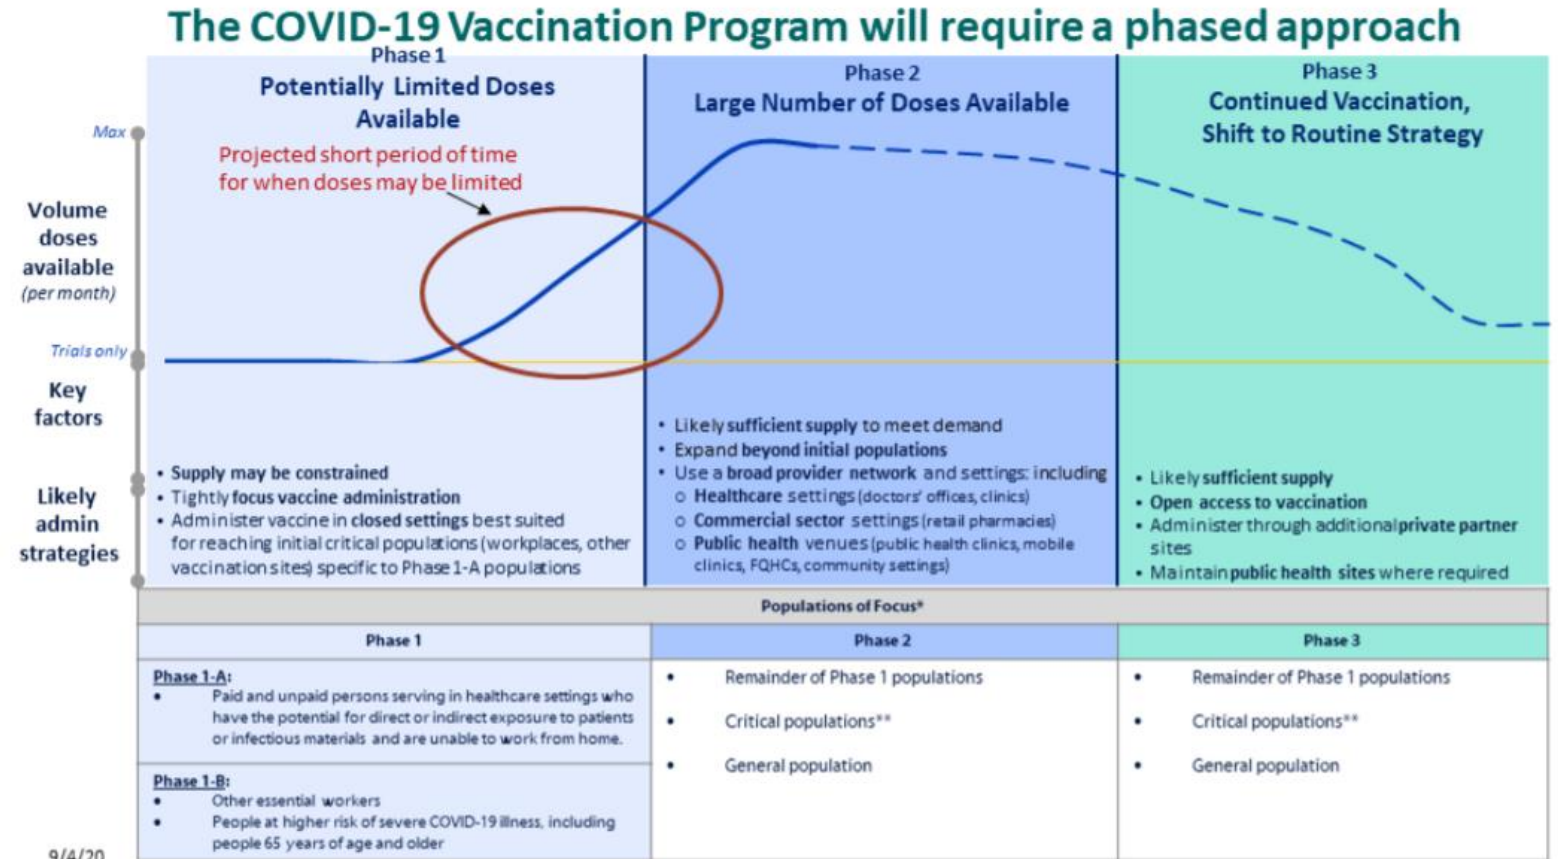 The COVID-19 Vaccination Program will require a phased approach
Phase 1
Potentially Limited Doses
Available
Projected short period of time
for when doses may be limited
Phase 2
Large Number of Doses Available
Phase 3
Continued Vaccination,
Shift to Routine Strategy
Max
Volume
doses
available
(per month)
Trials only
Key
factors
Likely
admin
strategies
• Supply may be constrained
• Tightly focus vaccine administration
• Administer vaccine in closed settings best suited
for reaching initial critical populations (workplaces, other
vaccination sites) specific to Phase 1-A populations
• Likely sufficient supply to meet demand
• Expand beyond initial populations
• Use a broad provider network and settings: including
o Healthcare settings (doctors' offices, clinics)
o Commercial sector settings (retail pharmacies)
o Public health venues (public health clinics, mobile
clinics, FQHCs, community settings)
• Likely sufficient supply
• Open access to vaccination
• Administer through additional private partner
sites
• Maintain public health sites where required
Populations of Focus*
Phase 1
Phase 2
Phase 3
Phase 1-A:
• Paid and unpaid persons serving in healthcare settings who
have the potential for direct or indirect exposure to patients
or infectious materials and are unable to work from home.
Phase 1-B:
• Other essential workers
• People at higher risk of severe COVID-19 illness, including
people 65 years of age and older
• Remainder of Phase 1 populations
• Critical populations**
• General population
• Remainder of Phase 1 populations
• Critical populations**
• General population
9/4/20